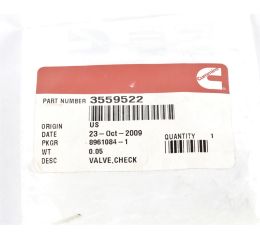 Cummins
PART NUMBER 3559522
ORIGIN US
DATE 23-Oct-2009 QUANTITY 1
PKGR 8961084-1
WT 0.05
DESC VALVE,CHECK